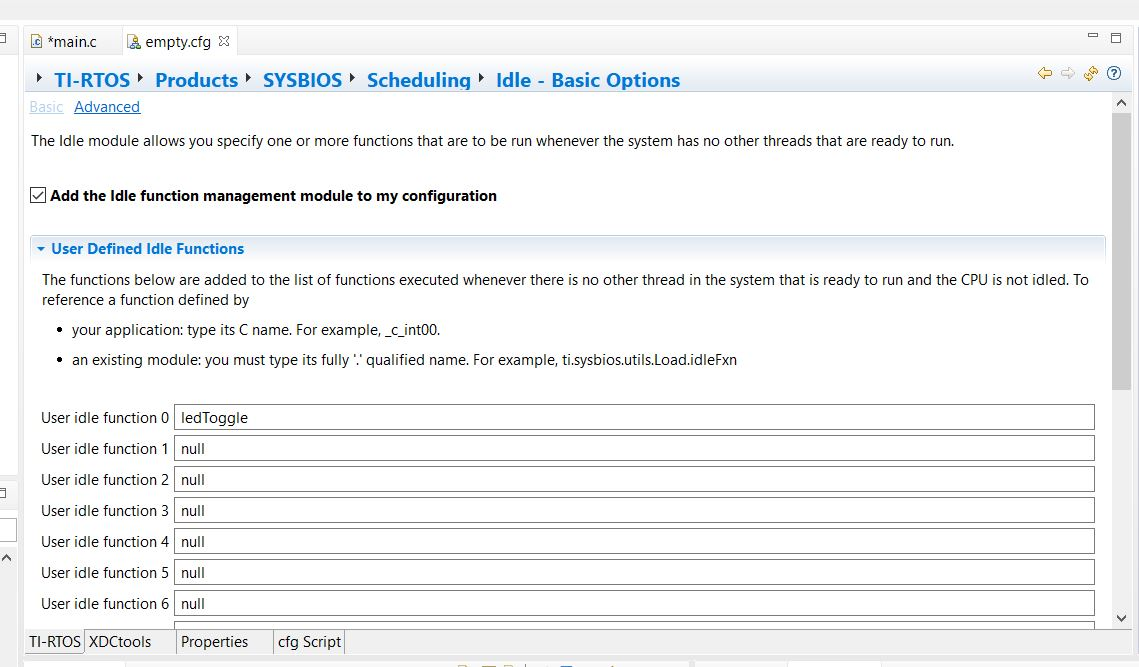 *main.c
empty.cfg
TI-RTOS Products SYSBIOS Scheduling Idle - Basic Options
Basic Advanced
The Idle module allows you specify one or more functions that are to be run whenever the system has no other threads that are ready to run.
Add the Idle function management module to my configuration
User Defined Idle Functions
The functions below are added to the list of functions executed whenever there is no other thread in the system that is ready to run and the CPU is not idled. To
reference a function defined by
• your application: type its C name. For example, _c_int00.
• an existing module: you must type its fully '.' qualified name. For example, ti.sysbios.utils.Load.idleFxn
User idle function 0 ledToggle
User idle function 1 null
User idle function 2 null
User idle function 3 null
User idle function 4 null
User idle function 5 null
User idle function 6 null
TI-RTOS XDCtools Properties cfg Script